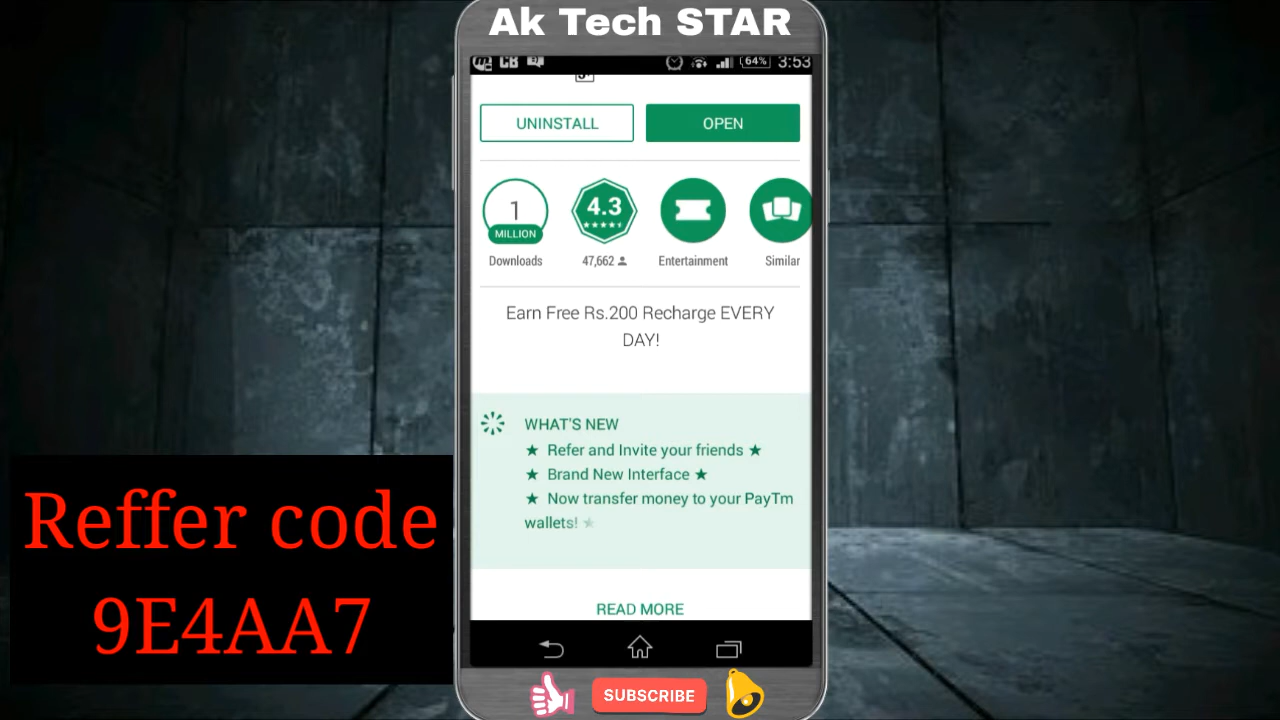 Ak Tech STAR
64% 3:53
UNINSTALL
OPEN
1
MILLION
4.3
Downloads
47,662
Entertainment
Similar
Earn Free Rs.200 Recharge EVERY
DAY!
WHAT'S NEW
★ Refer and Invite your friends ★
★ Brand New Interface ★
★ Now transfer money to your PayTm
wallets! ★
READ MORE
Reffer code
9E4AA7
SUBSCRIBE